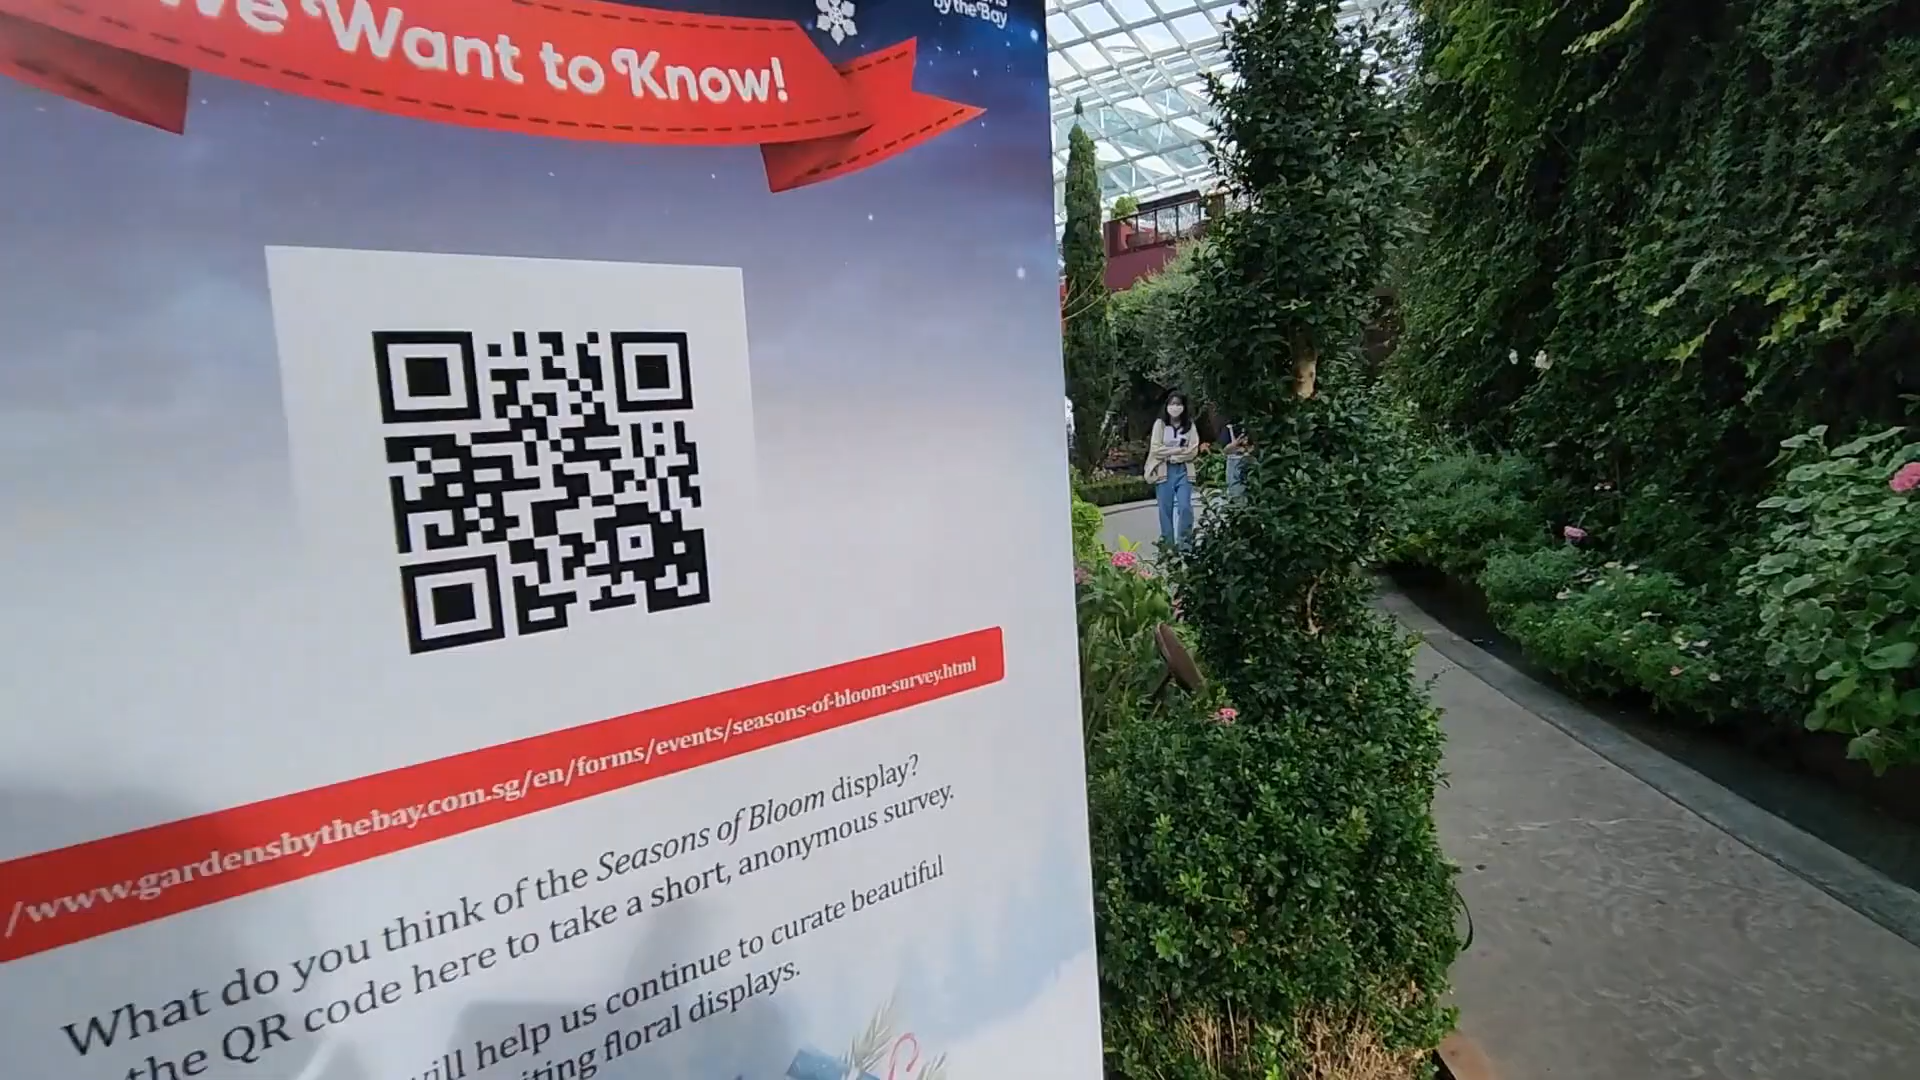 We Want to Know!
by the Bay
/www.gardensbythebay.com.sg/en/forms/events/seasons-of-bloom-survey.html
What do you think of the Seasons of Bloom display?
the QR code here to take a short, anonymous survey.
will help us continue to curate beautiful
floral displays.